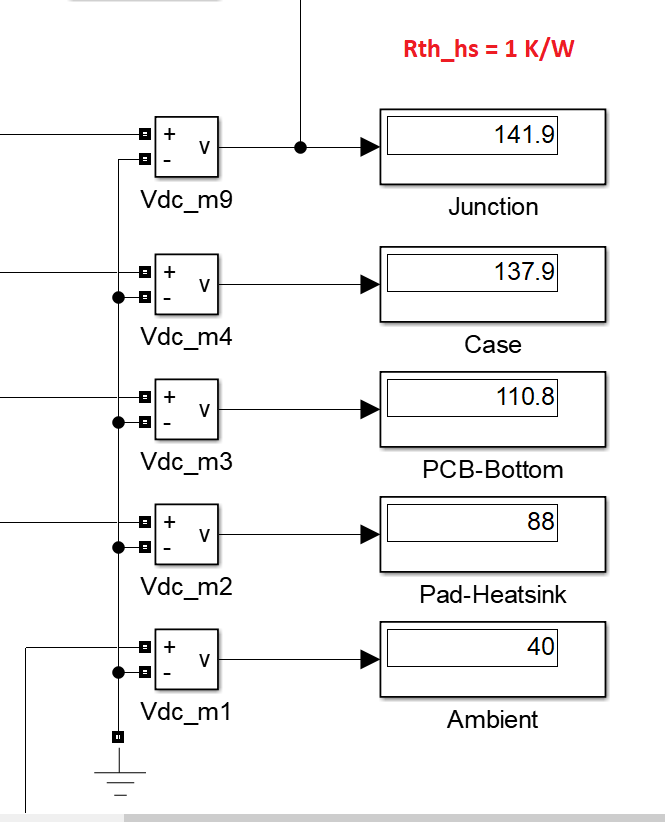 Rth_hs = 1 K/W
+
-
v
Vdc_m9
141.9
Junction
+
-
v
Vdc_m4
137.9
Case
+
-
v
Vdc_m3
110.8
PCB-Bottom
+
-
v
Vdc_m2
88
Pad-Heatsink
+
-
v
Vdc_m1
40
Ambient